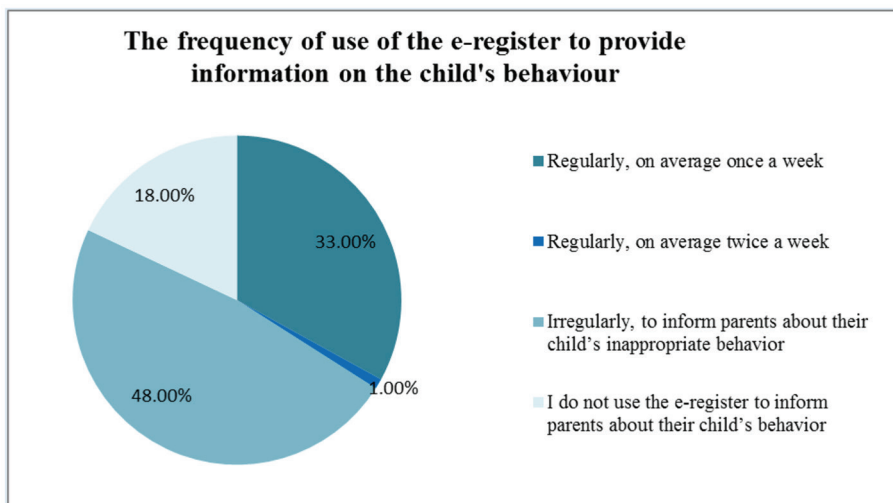 The frequency of use of the e-register to provide
information on the child's behaviour
18.00%
33.00%
1.00%
48.00%
Regularly, on average once a week
Regularly, on average twice a week
Irregularly, to inform parents about their
child’s inappropriate behavior
I do not use the e-register to inform
parents about their child’s behavior